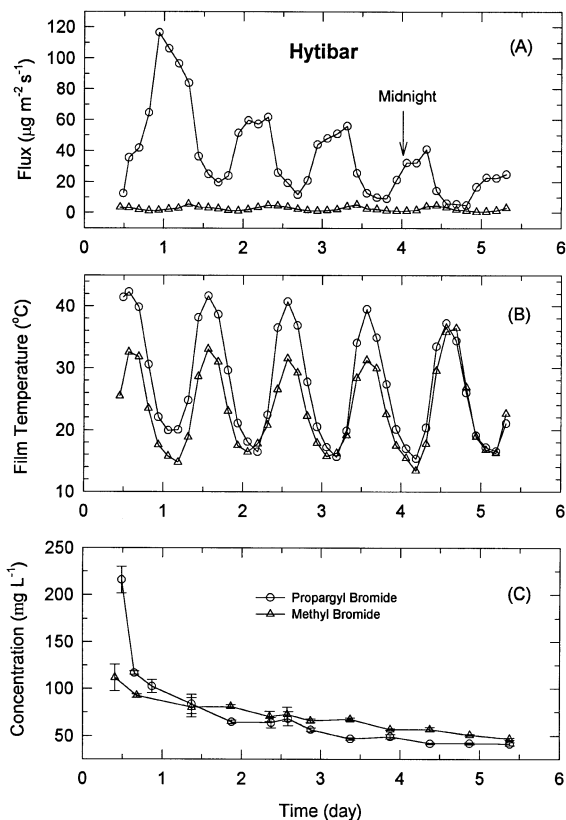 120
100
80
60
40
20
0
Flux (µg m⁻² s⁻¹)
Hytibar
(A)
Midnight
0 1 2 3 4 5 6
40
30
20
10
Film Temperature (°C)
(B)
0 1 2 3 4 5 6
250
200
150
100
50
Concentration (mg L⁻¹)
(C)
Propargyl Bromide
Methyl Bromide
0 1 2 3 4 5 6
Time (day)